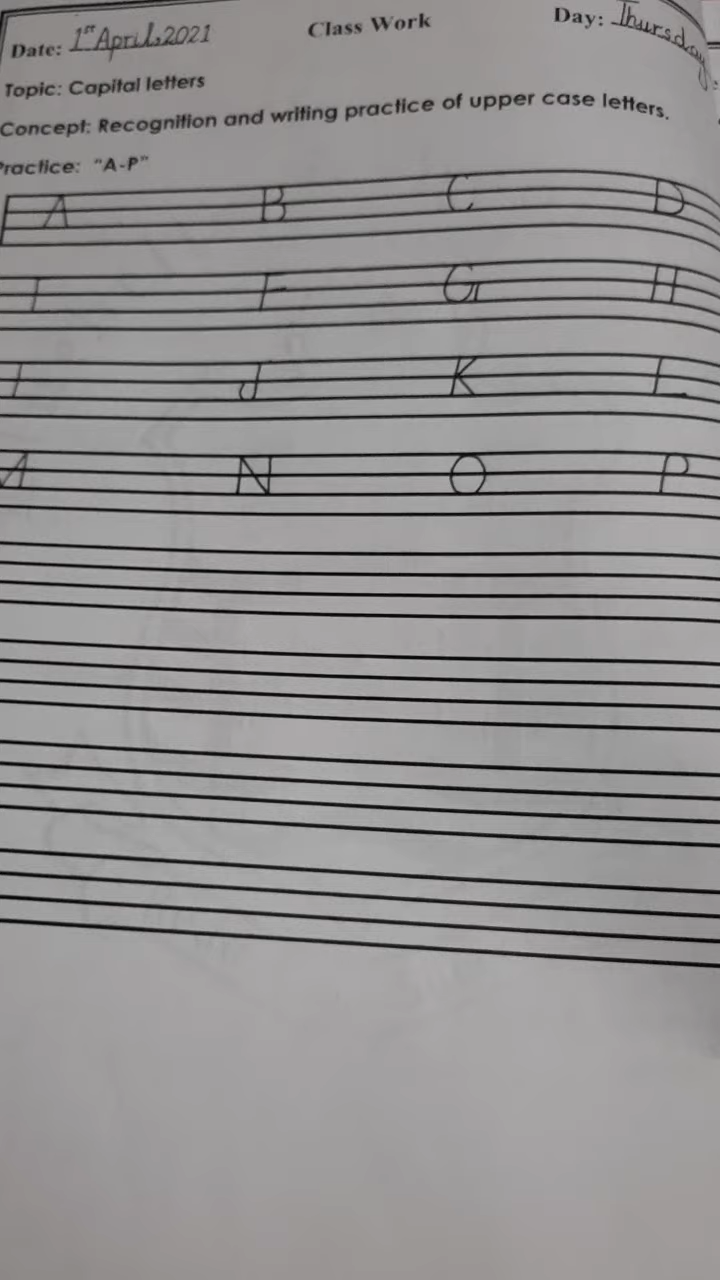 Date: 1st April, 2021 Class Work Day: Thursday.
Topic: Capital letters
Concept: Recognition and writing practice of upper case letters.
Practice: "A-P"
A B C D
F G H
I J K L
N O P